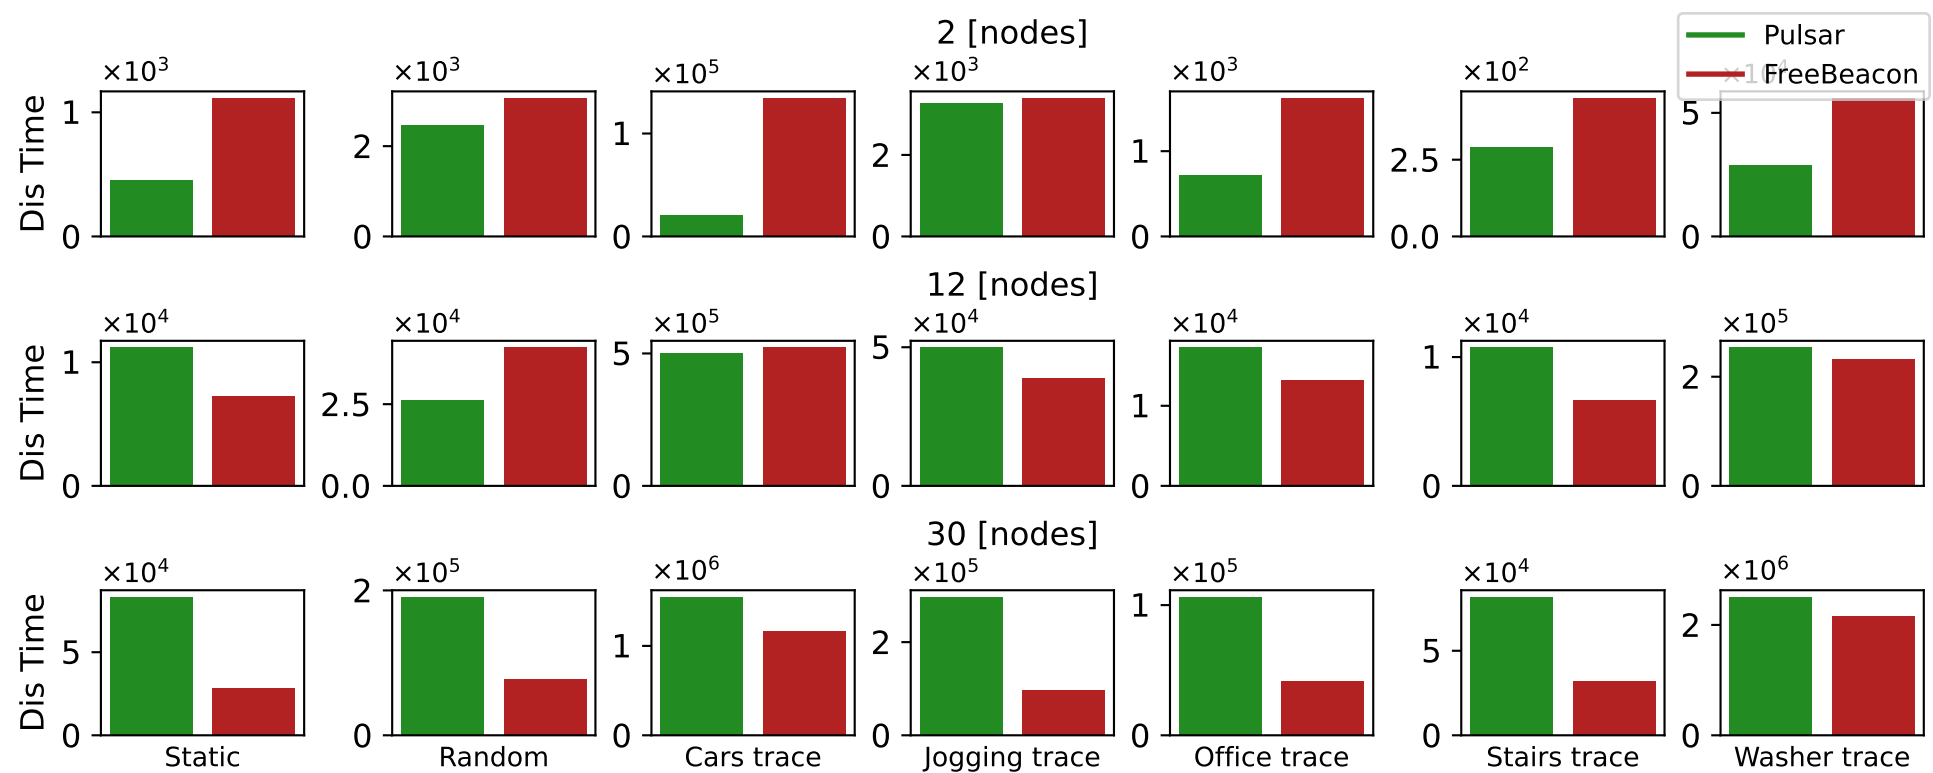 2 [nodes]
Pulsar
FreeBeacon
×10³ ×10³ ×10⁵ ×10³ ×10³ ×10² ×10⁴
Dis Time
1 0
2 0
1 0
2 0
1 0
2.5 0.0
5 0
12 [nodes]
×10⁴ ×10⁴ ×10⁵ ×10⁴ ×10⁴ ×10⁴ ×10⁵
Dis Time
1 0
2.5 0.0
5 0
5 0
1 0
1 0
2 0
30 [nodes]
×10⁴ ×10⁵ ×10⁶ ×10⁵ ×10⁵ ×10⁴ ×10⁶
Dis Time
5 0
2 0
1 0
2 0
1 0
5 0
2 0
Static Random Cars trace Jogging trace Office trace Stairs trace Washer trace